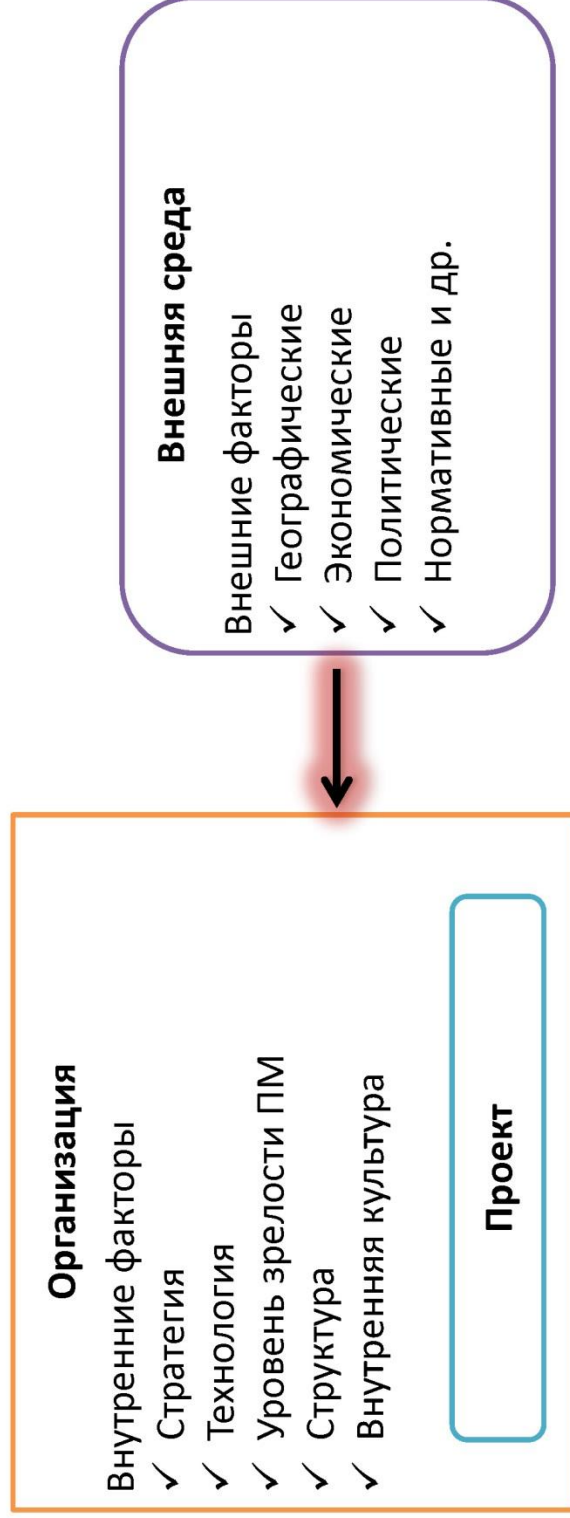 Организация
Внутренние факторы
✓ Стратегия
✓ Технология
✓ Уровень зрелости ПМ
✓ Структура
✓ Внутренняя культура
Проект
Внешняя среда
Внешние факторы
✓ Географические
✓ Экономические
✓ Политические
✓ Нормативные и др.